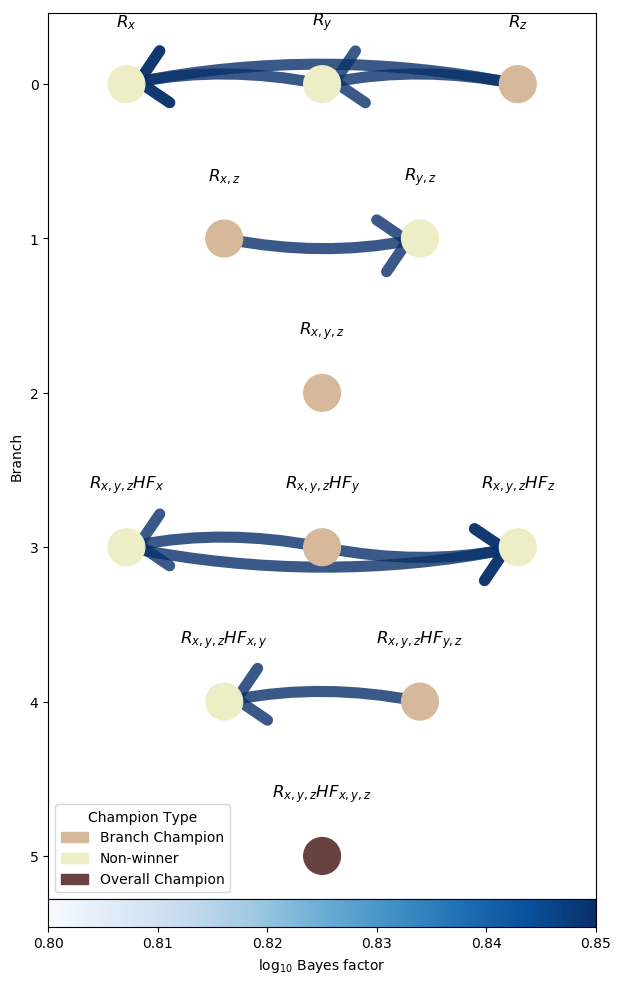 R_x R_y R_z
0
R_{x,z} R_{y,z}
1
R_{x,y,z}
2
Branch
R_{x,y,z}HF_x R_{x,y,z}HF_y R_{x,y,z}HF_z
3
R_{x,y,z}HF_{x,y} R_{x,y,z}HF_{y,z}
4
R_{x,y,z}HF_{x,y,z}
Champion Type
Branch Champion
Non-winner
Overall Champion
5
0.80 0.81 0.82 0.83 0.84 0.85
log_{10} Bayes factor